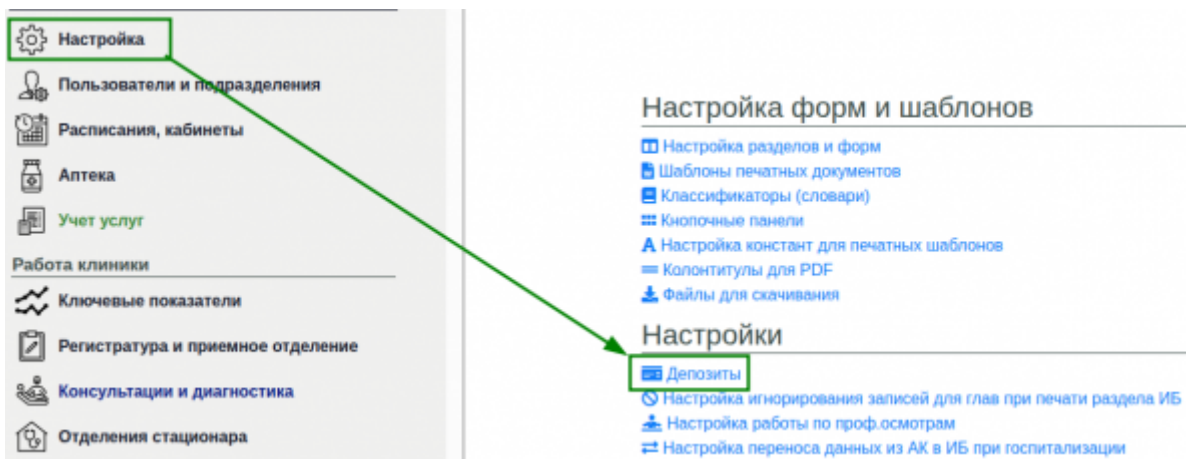 Настройка
Пользователи и подразделения
Расписания, кабинеты
Аптека
Учет услуг
Работа клиники
Ключевые показатели
Регистратура и приемное отделение
Консультации и диагностика
Отделения стационара
Настройка форм и шаблонов
Настройка разделов и форм
Шаблоны печатных документов
Классификаторы (словари)
Кнопочные панели
Настройка констант для печатных шаблонов
Колонтитулы для PDF
Файлы для скачивания
Настройки
Депозиты
Настройка игнорирования записей для глав при печати раздела ИБ
Настройка работы по проф.осмотрам
Настройка переноса данных из АК в ИБ при госпитализации